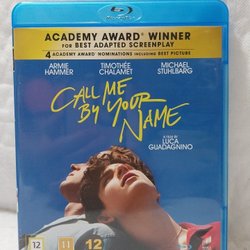 Blu-ray Disc
ACADEMY AWARD® WINNER
FOR BEST ADAPTED SCREENPLAY
4 ACADEMY AWARD® NOMINATIONS INCLUDING BEST PICTURE
ARMIE HAMMER
TIMOTHÉE CHALAMET
MICHAEL STUHLBARG
CALL ME
BY YOUR
NAME
A FILM BY
LUCA
GUADAGNINO
12
11
12